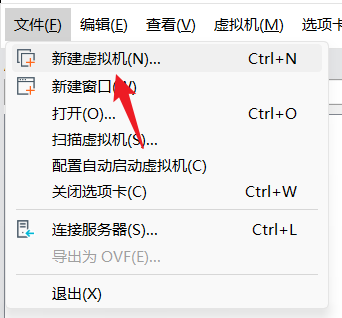 文件(F) 编辑(E) 查看(V) 虚拟机(M) 选项卡
新建虚拟机(N)... Ctrl+N
新建窗口(W)
打开(O)... Ctrl+O
扫描虚拟机(S)...
配置自动启动虚拟机(C)
关闭选项卡(C) Ctrl+W
连接服务器(S)... Ctrl+L
导出为 OVF(E)...
退出(X)